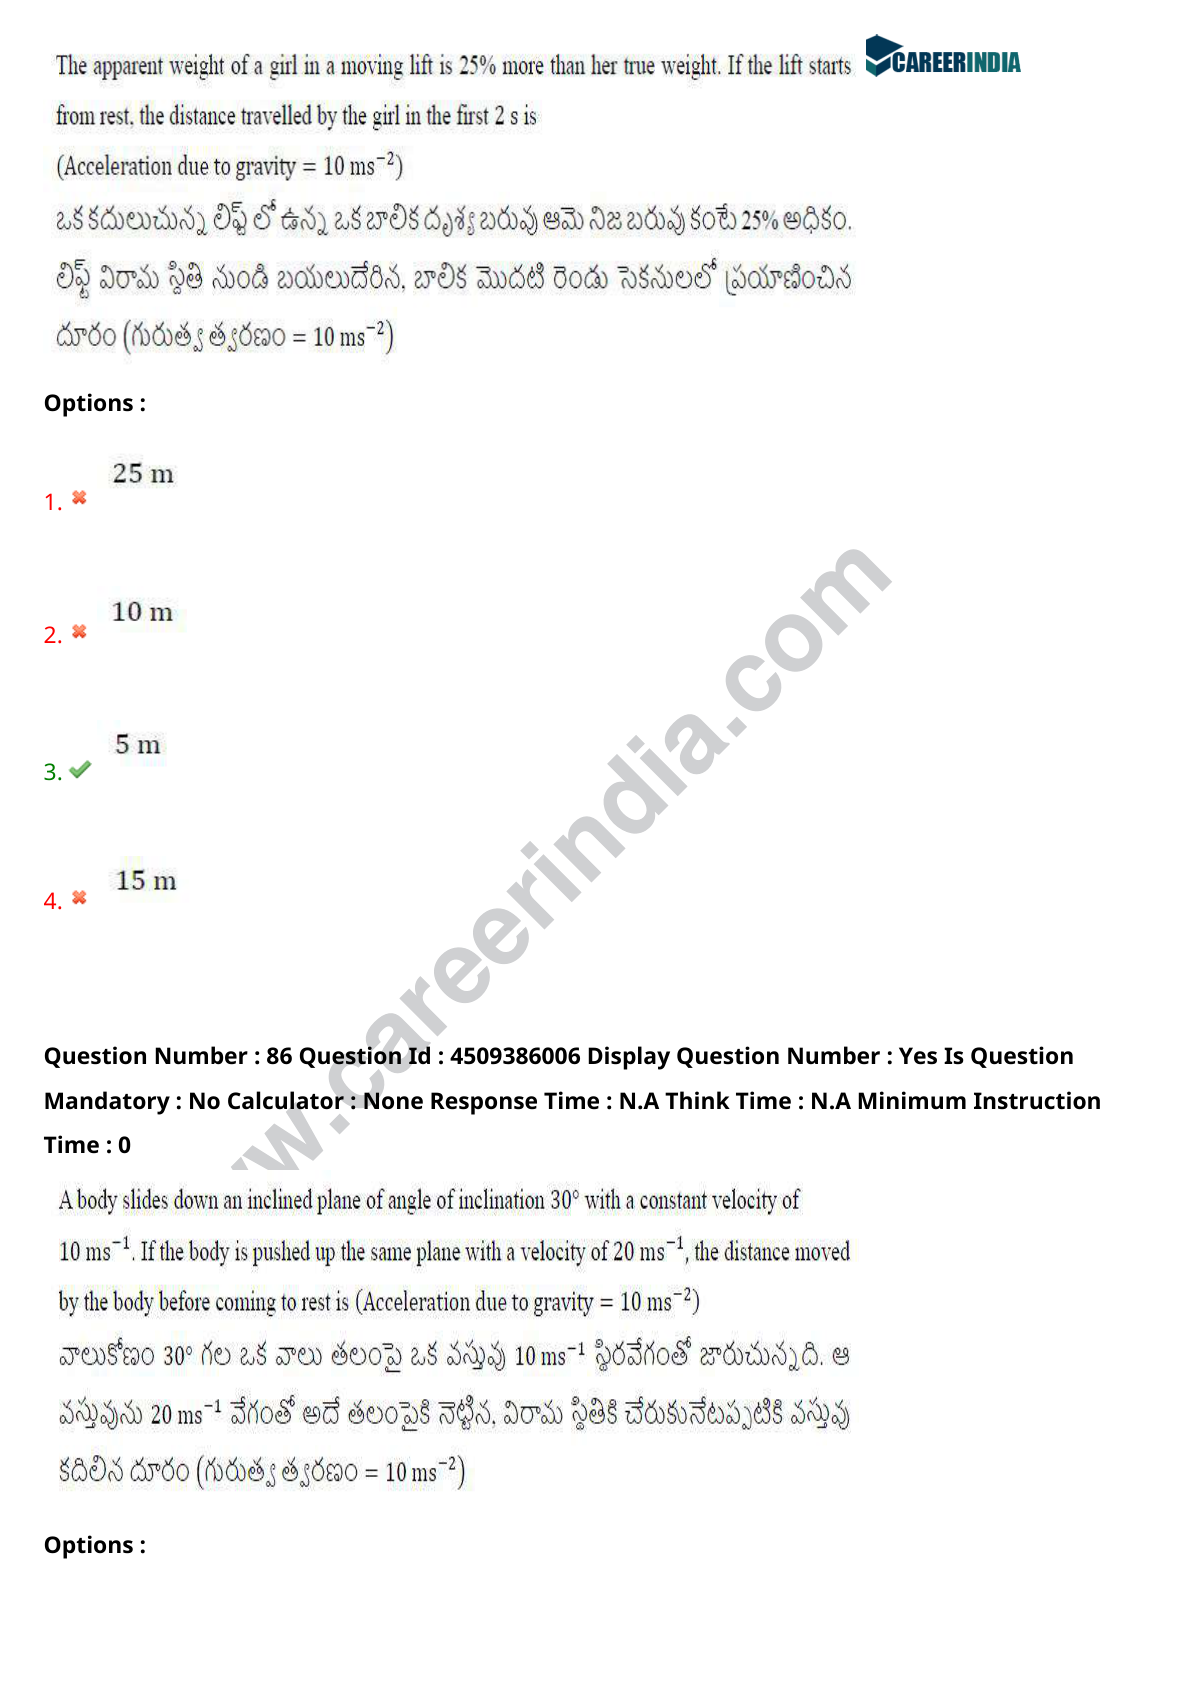 The apparent weight of a girl in a moving lift is 25% more than her true weight. If the lift starts
CAREERINDIA
from rest, the distance travelled by the girl in the first 2 s is
(Acceleration due to gravity = 10 ms⁻²)
ఒక కదులుచున్న లిఫ్ట్ లో ఉన్న ఒక బాలిక దృశ్య బరువు ఆమె నిజ బరువు కంటే 25% అధికం.
లిఫ్ట్ విరామ స్థితి నుండి బయలుదేరిన, బాలిక మొదటి రెండు సెకనులలో ప్రయాణించిన
దూరం (గురుత్వ త్వరణం = 10 ms⁻²)
Options :
25 m
1.
10 m
2.
5 m
3.
15 m
4.
w.careerindia.com
Question Number : 86 Question Id : 4509386006 Display Question Number : Yes Is Question
Mandatory : No Calculator : None Response Time : N.A Think Time : N.A Minimum Instruction
Time : 0
A body slides down an inclined plane of angle of inclination 30° with a constant velocity of
10 ms⁻¹. If the body is pushed up the same plane with a velocity of 20 ms⁻¹, the distance moved
by the body before coming to rest is (Acceleration due to gravity = 10 ms⁻²)
వాలుకోణం 30° గల ఒక వాలు తలంపై ఒక వస్తువు 10 ms⁻¹ స్థిరవేగంతో జారుచున్నది. ఆ
వస్తువును 20 ms⁻¹ వేగంతో అదే తలంపైకి నెట్టిన, విరామ స్థితికి చేరుకునేటప్పటికి వస్తువు
కదిలిన దూరం (గురుత్వ త్వరణం = 10 ms⁻²)
Options :